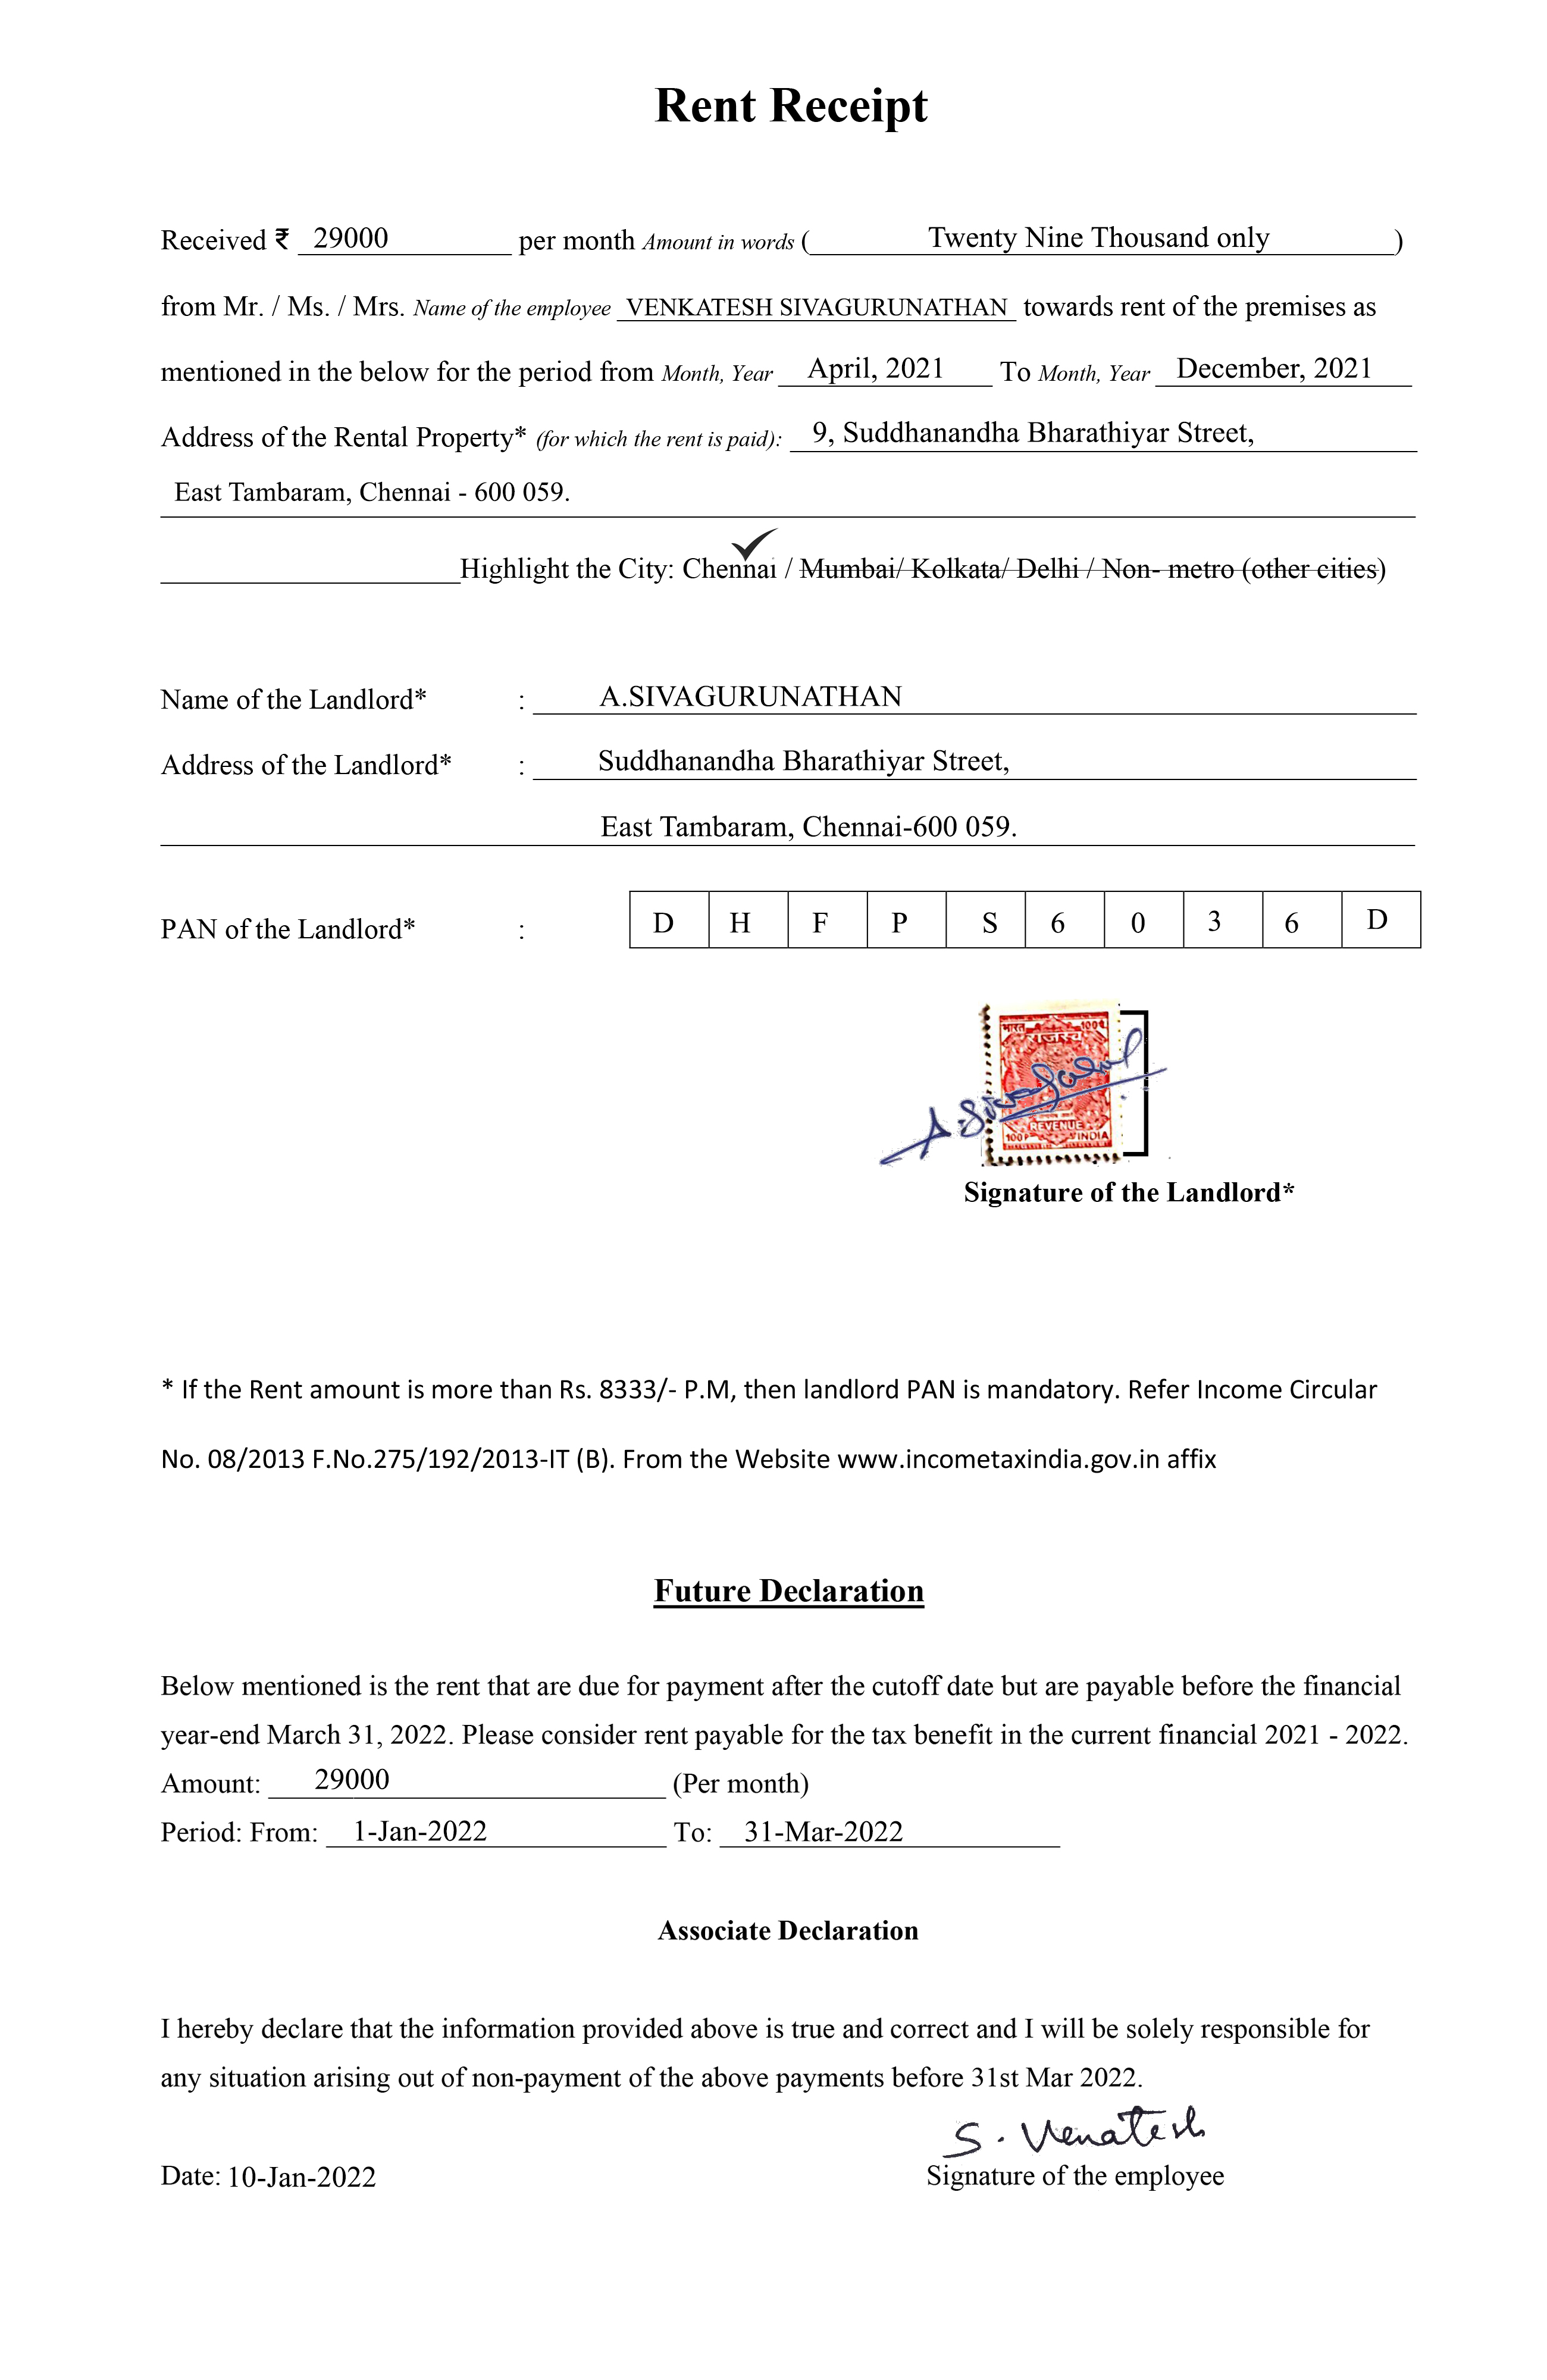 Rent Receipt
Received ₹ 29000 per month Amount in words ( Twenty Nine Thousand only )
from Mr. / Ms. / Mrs. Name of the employee VENKATESH SIVAGURUNATHAN towards rent of the premises as
mentioned in the below for the period from Month, Year April, 2021 To Month, Year December, 2021
Address of the Rental Property* (for which the rent is paid): 9, Suddhanandha Bharathiyar Street,
East Tambaram, Chennai - 600 059.
Highlight the City: Chennai / Mumbai/ Kolkata/ Delhi / Non- metro (other cities)
Name of the Landlord* : A.SIVAGURUNATHAN
Address of the Landlord* : Suddhanandha Bharathiyar Street,
East Tambaram, Chennai-600 059.
PAN of the Landlord* : D H F P S 6 0 3 6 D
भारत
राजस्व
REVENUE
INDIA
Signature of the Landlord*
* If the Rent amount is more than Rs. 8333/- P.M, then landlord PAN is mandatory. Refer Income Circular
No. 08/2013 F.No.275/192/2013-IT (B). From the Website www.incometaxindia.gov.in affix
Future Declaration
Below mentioned is the rent that are due for payment after the cutoff date but are payable before the financial
year-end March 31, 2022. Please consider rent payable for the tax benefit in the current financial 2021 - 2022.
Amount: 29000 (Per month)
Period: From: 1-Jan-2022 To: 31-Mar-2022
Associate Declaration
I hereby declare that the information provided above is true and correct and I will be solely responsible for
any situation arising out of non-payment of the above payments before 31st Mar 2022.
S. Venatesh
Date: 10-Jan-2022 Signature of the employee